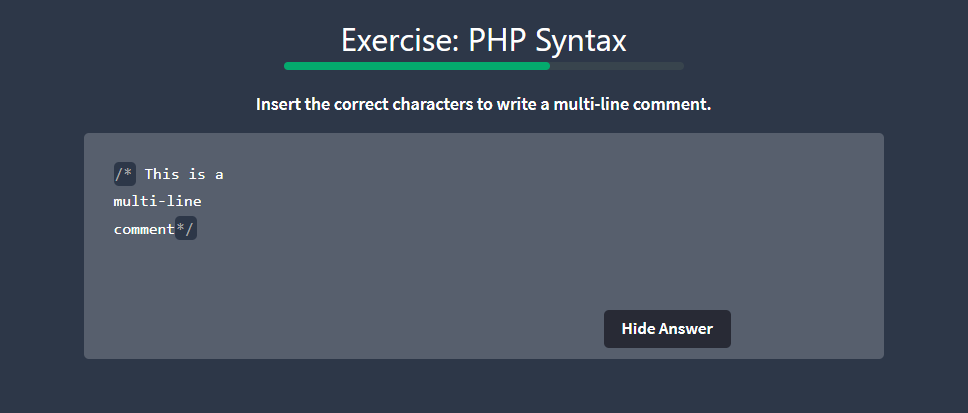 Exercise: PHP Syntax
Insert the correct characters to write a multi-line comment.
/* This is a
multi-line
comment*/
Hide Answer